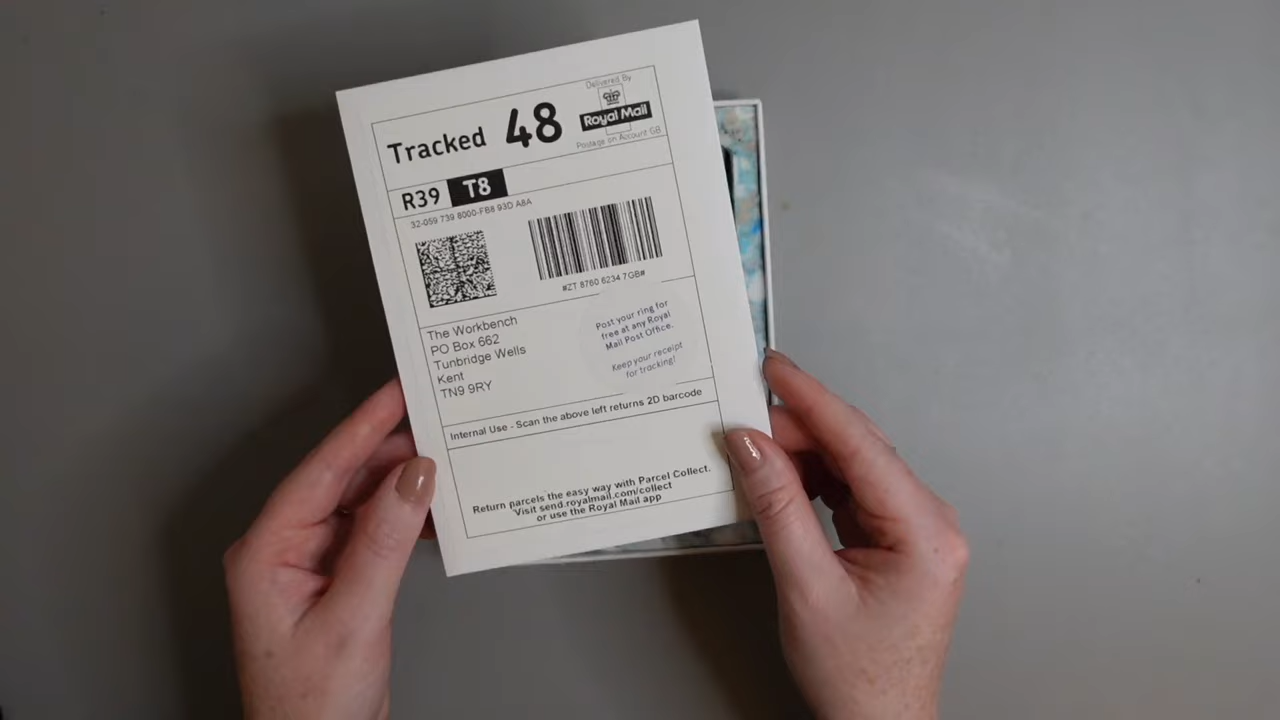 Delivered By
Royal Mail
Postage on Account GB
Tracked 48
R39 T8
32-059 739 8000-FB8 93D A8A
#ZT 8760 6234 7GB#
The Workbench
PO Box 662
Tunbridge Wells
Kent
TN9 9RY
Post your ring for
free at any Royal
Mail Post Office.
Keep your receipt
for tracking!
Internal Use - Scan the above left returns 2D barcode
Return parcels the easy way with Parcel Collect.
Visit send.royalmail.com/collect
or use the Royal Mail app